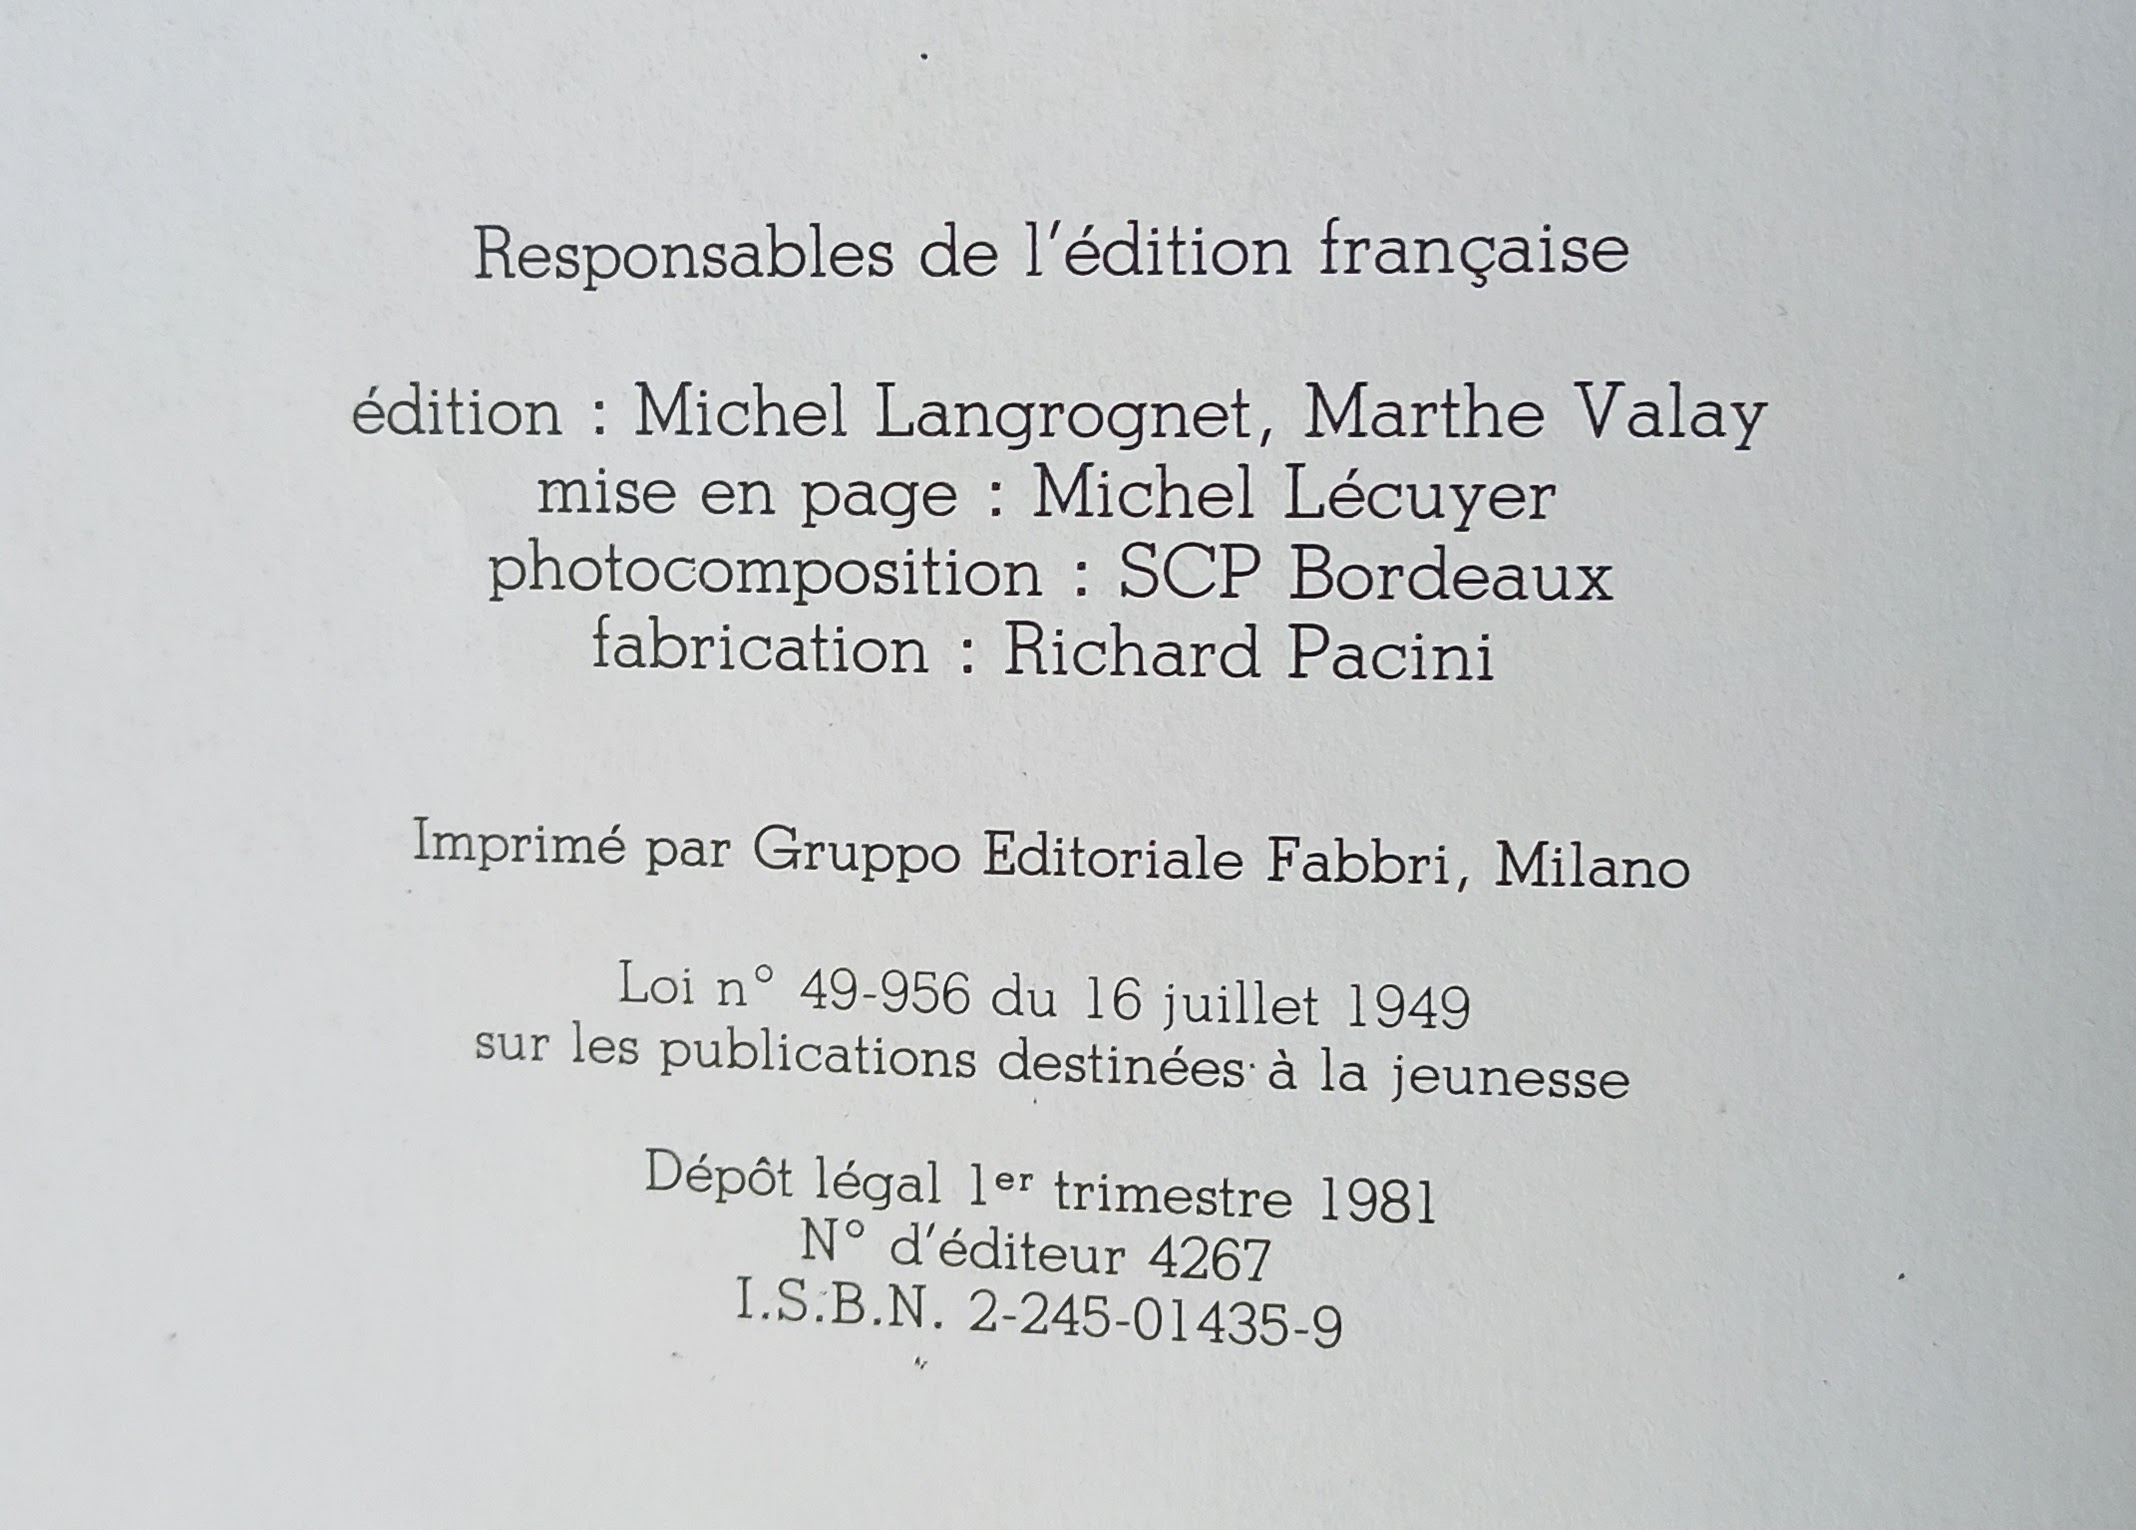 Responsables de l'édition française
édition : Michel Langrognet, Marthe Valay
mise en page : Michel Lécuyer
photocomposition : SCP Bordeaux
fabrication : Richard Pacini
Imprimé par Gruppo Editoriale Fabbri, Milano
Loi n° 49-956 du 16 juillet 1949
sur les publications destinées à la jeunesse
Dépôt légal 1er trimestre 1981
N° d'éditeur 4267
I.S.B.N. 2-245-01435-9